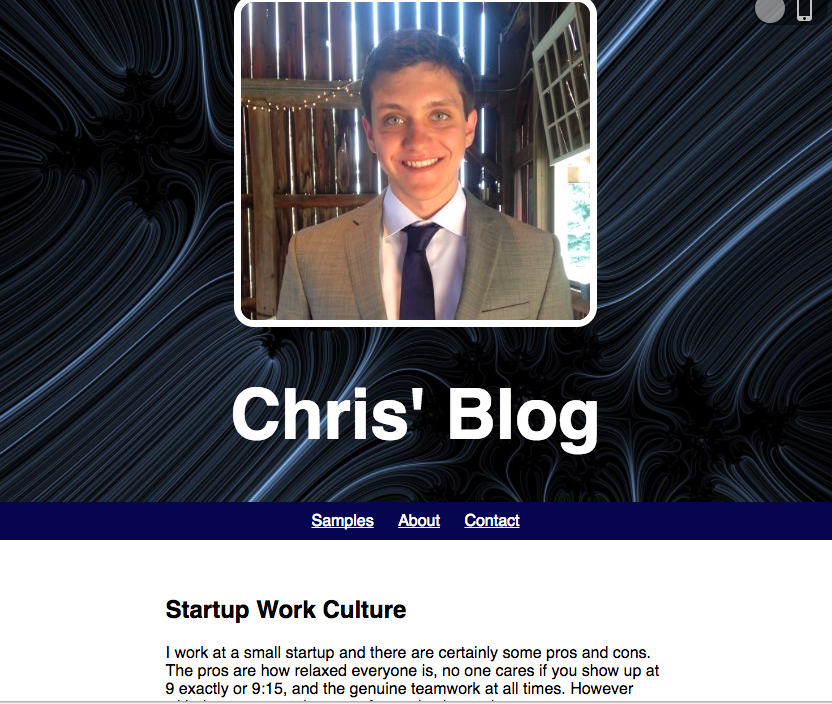 Chris' Blog
Samples About Contact
Startup Work Culture
I work at a small startup and there are certainly some pros and cons.
The pros are how relaxed everyone is, no one cares if you show up at
9 exactly or 9:15, and the genuine teamwork at all times. However